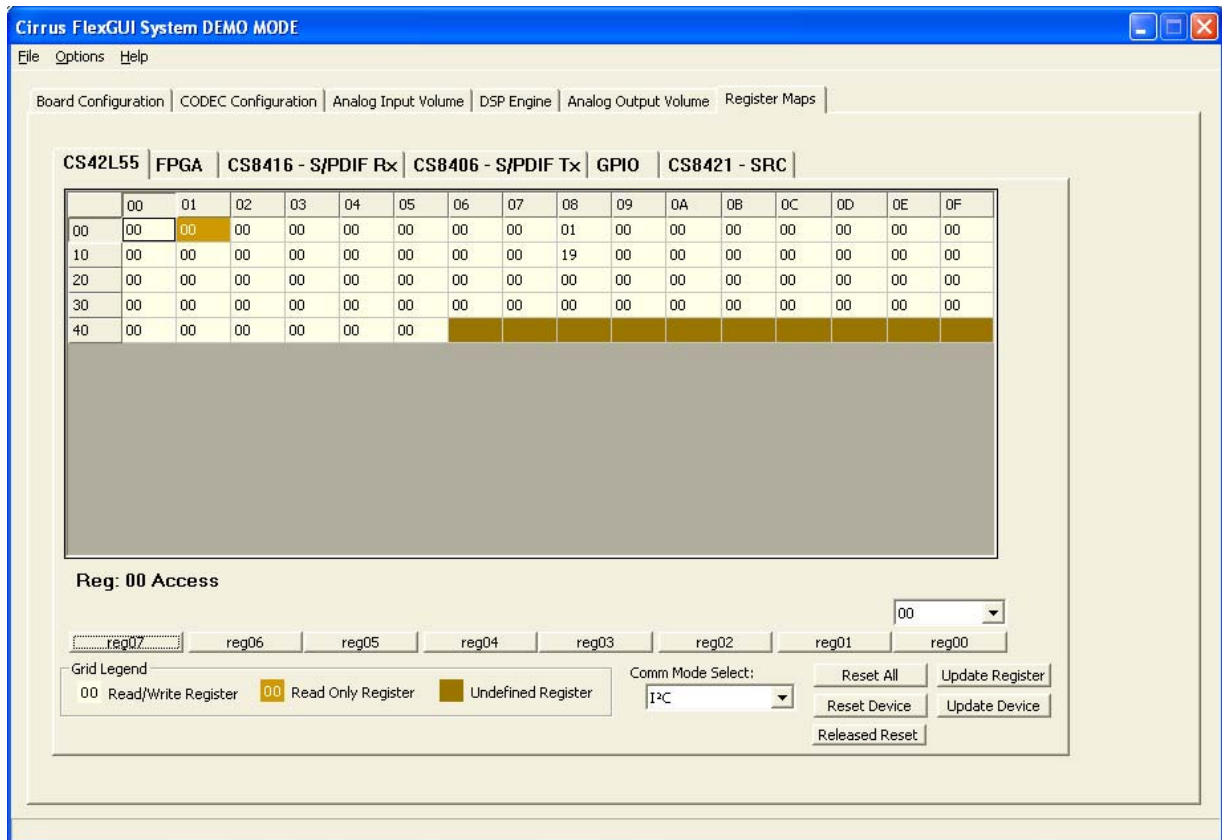 Cirrus FlexGUI System DEMO MODE
File Options Help
Board Configuration CODEC Configuration Analog Input Volume DSP Engine Analog Output Volume Register Maps
CS42L55 FPGA CS8416 - S/PDIF Rx CS8406 - S/PDIF Tx GPIO CS8421 - SRC
00 01 02 03 04 05 06 07 08 09 0A 0B 0C 0D 0E 0F
00 00 00 00 00 00 00 00 00 01 00 00 00 00 00 00 00
10 00 00 00 00 00 00 00 00 19 00 00 00 00 00 00 00
20 00 00 00 00 00 00 00 00 00 00 00 00 00 00 00 00
30 00 00 00 00 00 00 00 00 00 00 00 00 00 00 00 00
40 00 00 00 00 00 00
Reg: 00 Access
00
reg07 reg06 reg05 reg04 reg03 reg02 reg01 reg00
Grid Legend
00 Read/Write Register 00 Read Only Register Undefined Register
Comm Mode Select:
I²C
Reset All Update Register
Reset Device Update Device
Released Reset